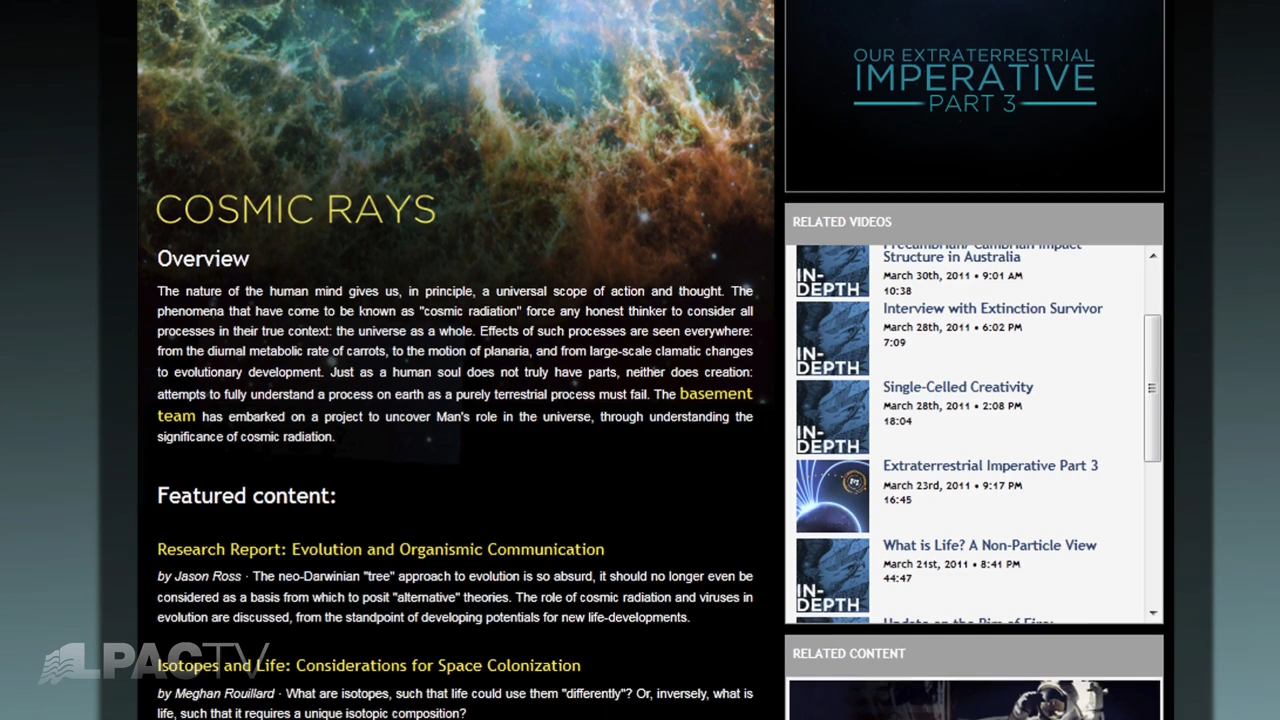 OUR EXTRATERRESTRIAL
IMPERATIVE
PART 3
COSMIC RAYS
Overview
The nature of the human mind gives us, in principle, a universal scope of action and thought. The
phenomena that have come to be known as "cosmic radiation" force any honest thinker to consider all
processes in their true context: the universe as a whole. Effects of such processes are seen everywhere:
from the diurnal metabolic rate of carrots, to the motion of planaria, and from large-scale clamatic changes
to evolutionary development. Just as a human soul does not truly have parts, neither does creation:
attempts to fully understand a process on earth as a purely terrestrial process must fail. The basement
team has embarked on a project to uncover Man's role in the universe, through understanding the
significance of cosmic radiation.
Featured content:
Research Report: Evolution and Organismic Communication
by Jason Ross · The neo-Darwinian "tree" approach to evolution is so absurd, it should no longer even be
considered as a basis from which to posit "alternative" theories. The role of cosmic radiation and viruses in
evolution are discussed, from the standpoint of developing potentials for new life-developments.
Isotopes and Life: Considerations for Space Colonization
by Meghan Rouillard · What are isotopes, such that life could use them "differently"? Or, inversely, what is
life, such that it requires a unique isotopic composition?
LPACTV
RELATED VIDEOS
Precambrian/ Cambrian Impact
Structure in Australia
March 30th, 2011 • 9:01 AM
10:38
IN-
DEPTH
Interview with Extinction Survivor
March 28th, 2011 • 6:02 PM
7:09
IN-
DEPTH
Single-Celled Creativity
March 28th, 2011 • 2:08 PM
18:04
IN-
DEPTH
Extraterrestrial Imperative Part 3
March 23rd, 2011 • 9:17 PM
16:45
What is Life? A Non-Particle View
March 21st, 2011 • 8:41 PM
44:47
IN-
DEPTH
Update on the Rim of Fire:
RELATED CONTENT